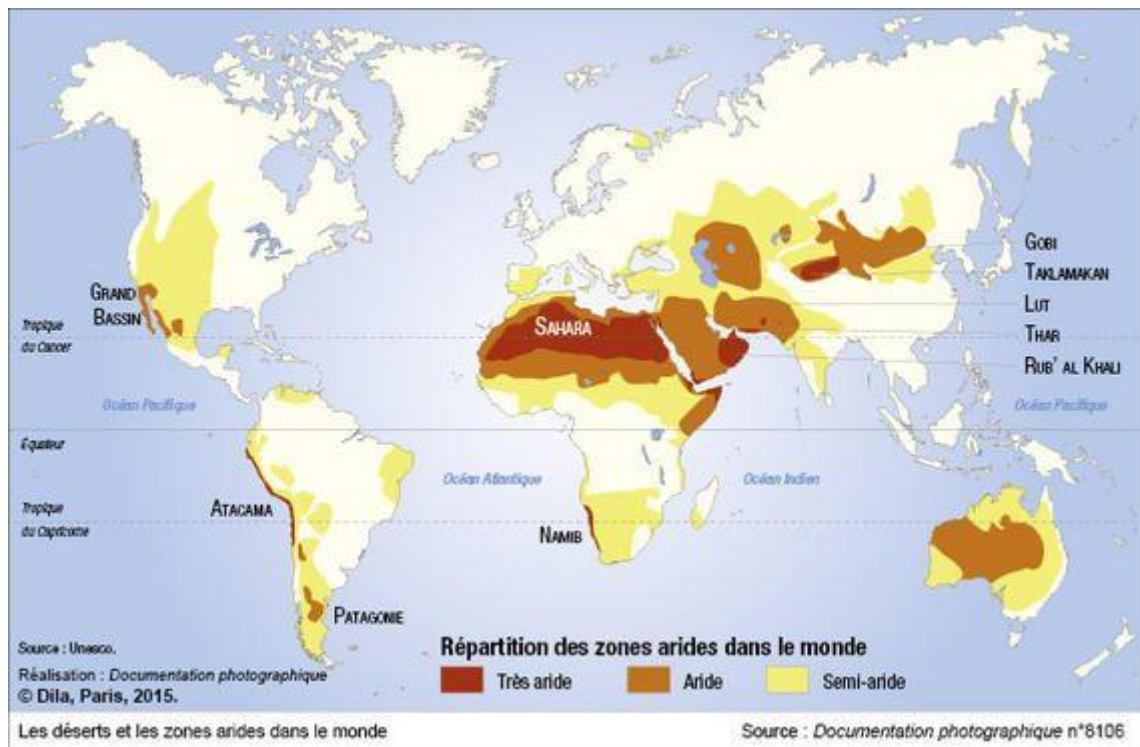 GOBI
TAKLAMAKAN
GRAND
BASSIN
LUT
SAHARA
Tropique
du Cancer
THAR
RUB' AL KHALI
Océan Pacifique
Océan Pacifique
Équateur
Océan Atlantique
Océan Indien
ATACAMA
Tropique
du Capricorne
NAMIB
PATAGONIE
Source : Unesco.
Réalisation : Documentation photographique
© Dila, Paris, 2015.
Répartition des zones arides dans le monde
Très aride
Aride
Semi-aride
Les déserts et les zones arides dans le monde
Source : Documentation photographique n°8106